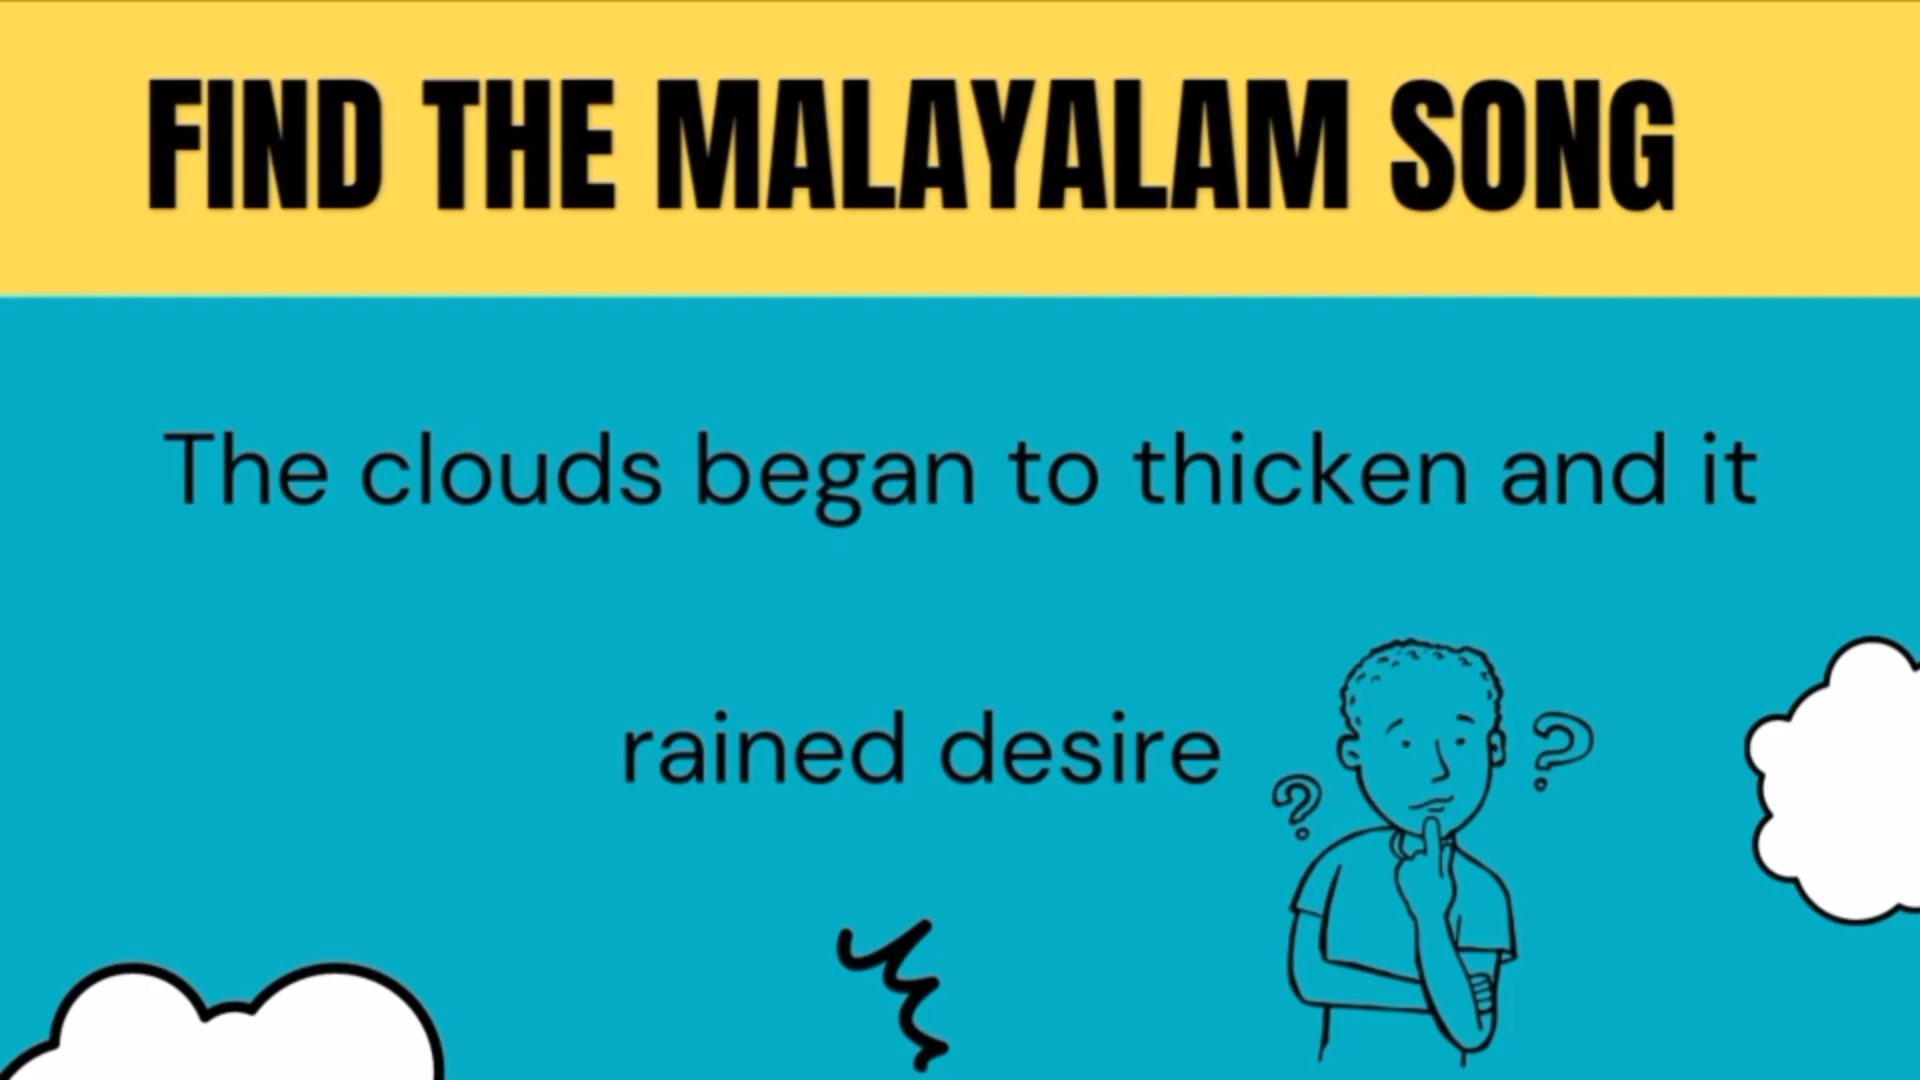 FIND THE MALAYALAM SONG
The clouds began to thicken and it
rained desire
? ?